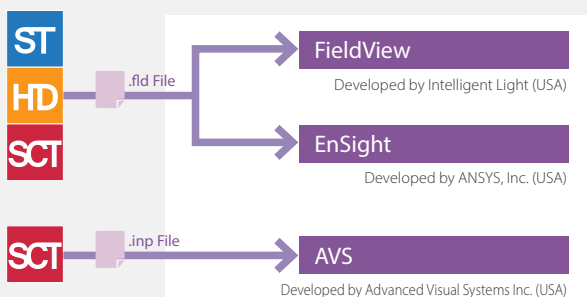 ST
FieldView
.fld File
Developed by Intelligent Light (USA)
HD
SCT
EnSight
Developed by ANSYS, Inc. (USA)
SCT
.inp File
AVS
Developed by Advanced Visual Systems Inc. (USA)